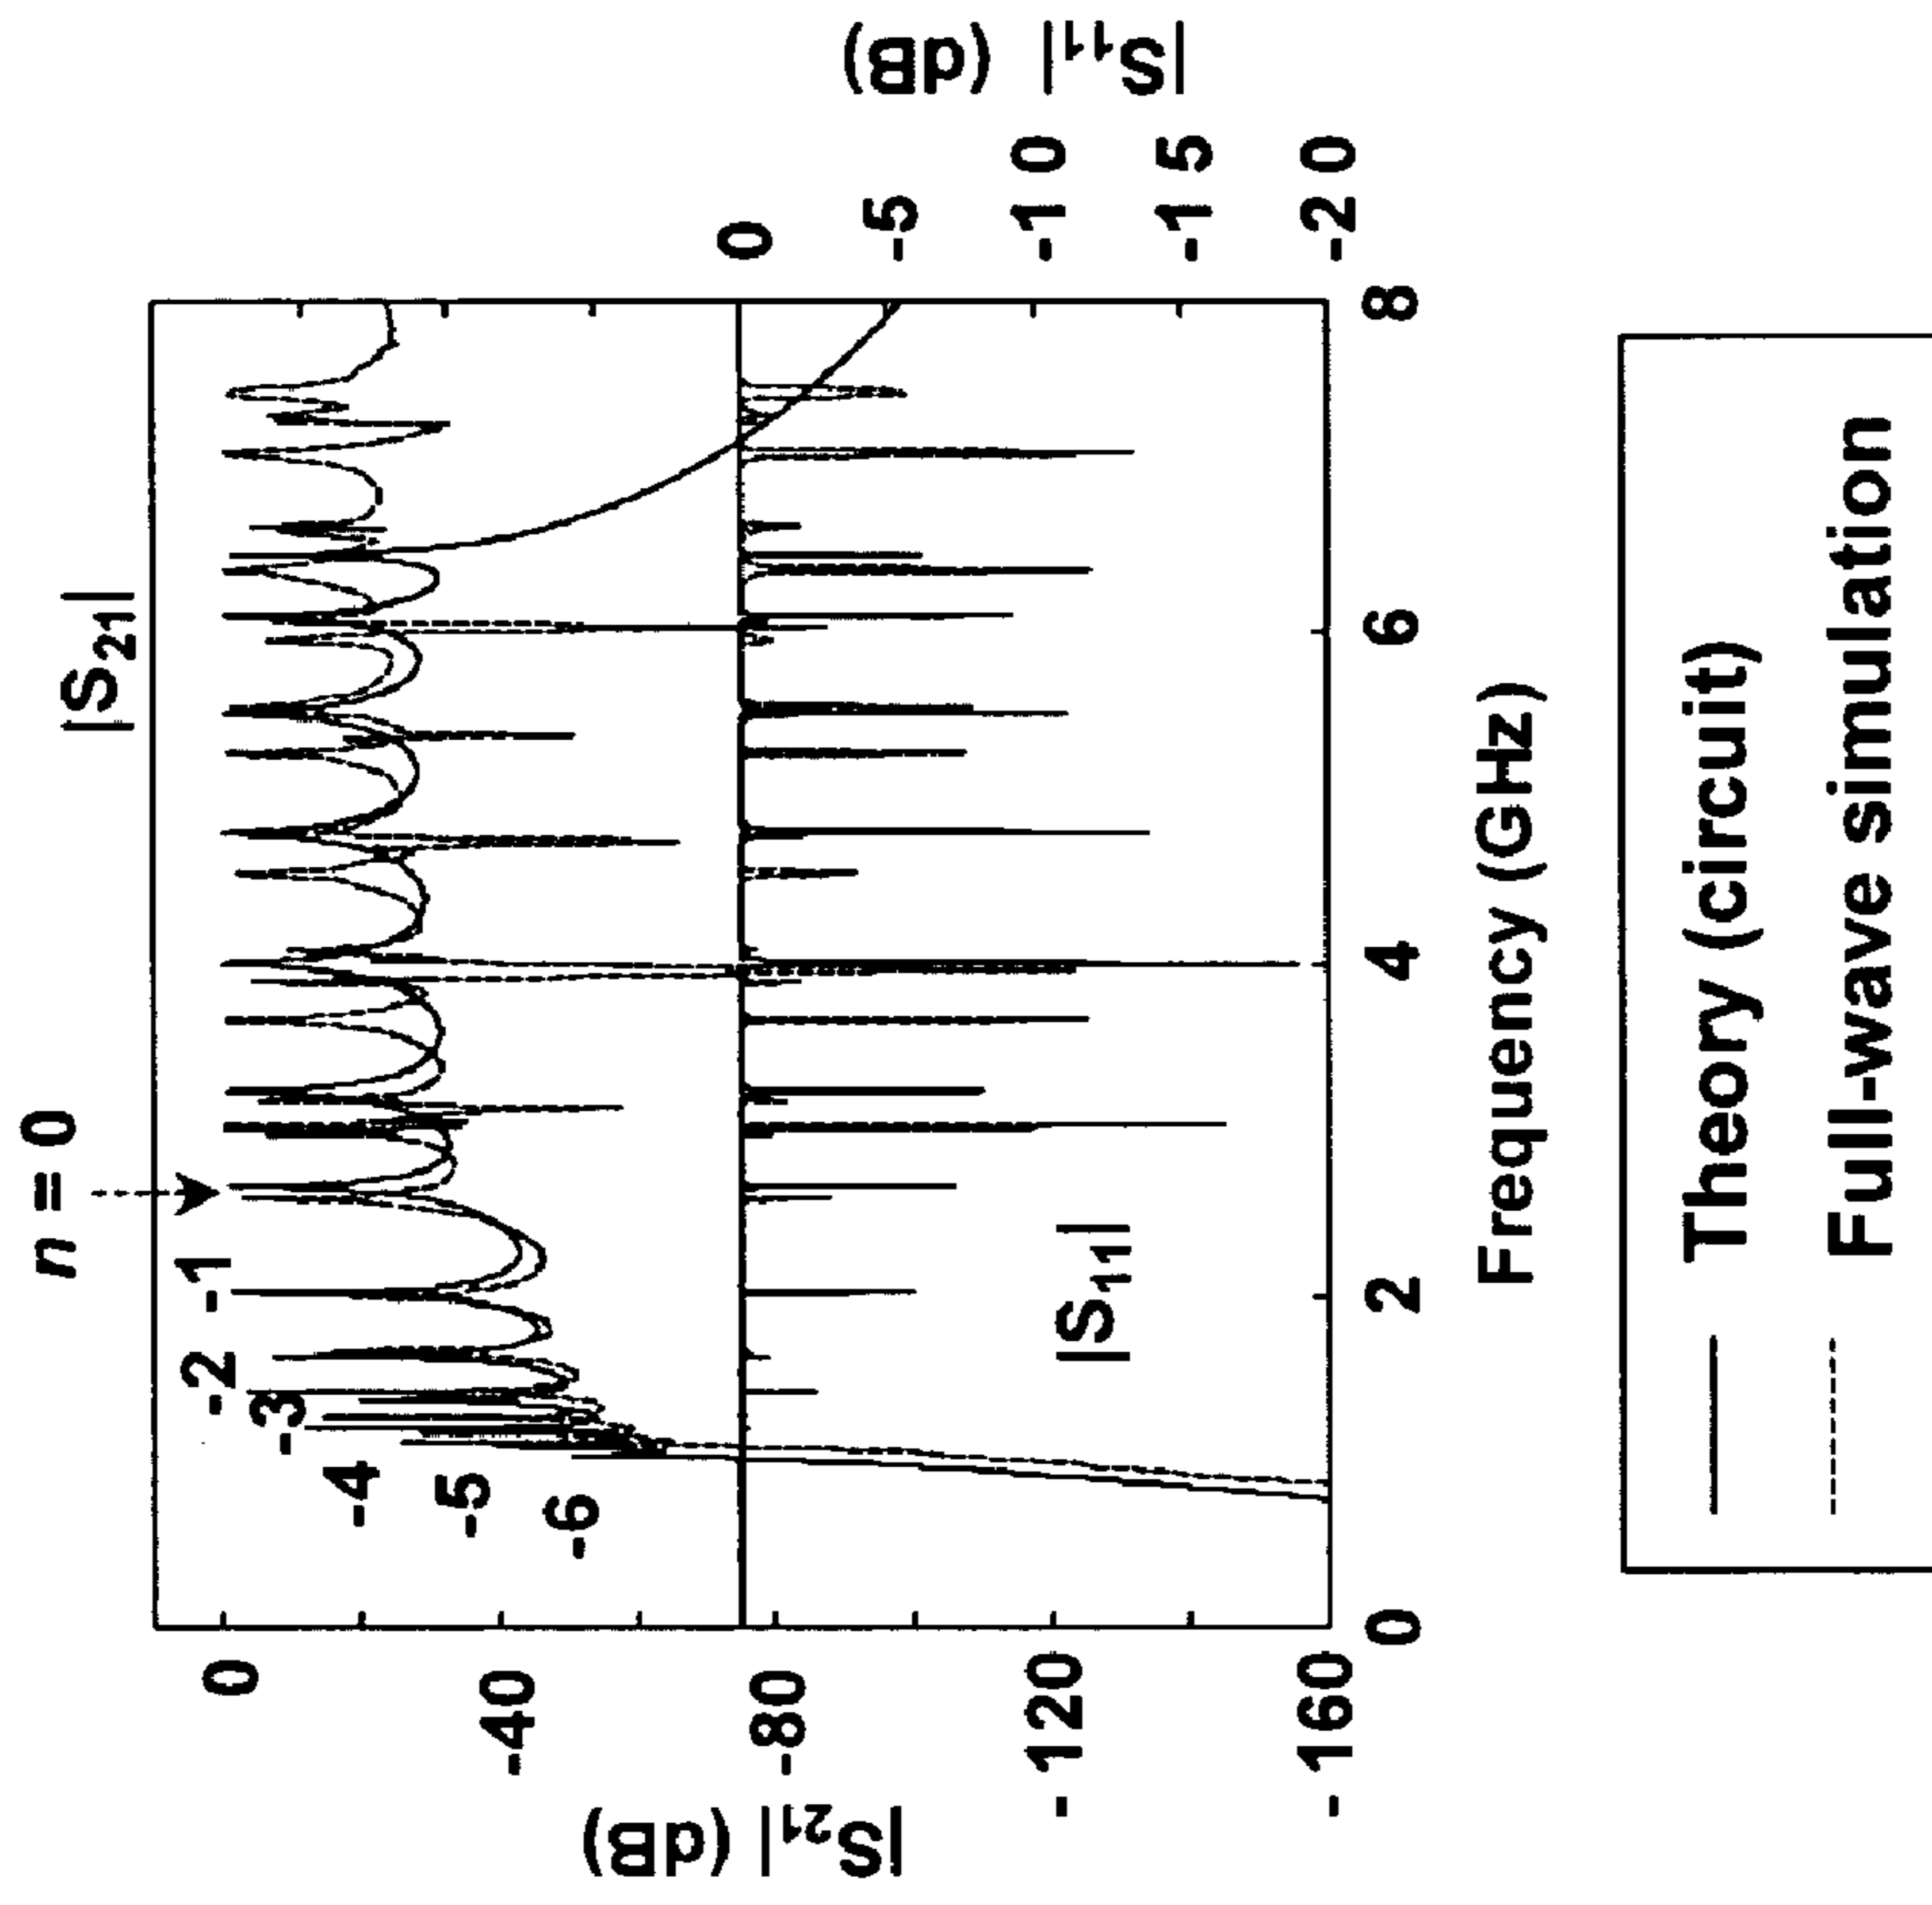 n = 0
|S21|
-1
-2
-3
-4
-5
-6
|S11|
|S21| (dB)
0
-40
-80
-120
-160
|S11| (dB)
0
-5
-10
-15
-20
0
2
4
6
8
Frequency (GHz)
Theory (circuit)
Full-wave simulation